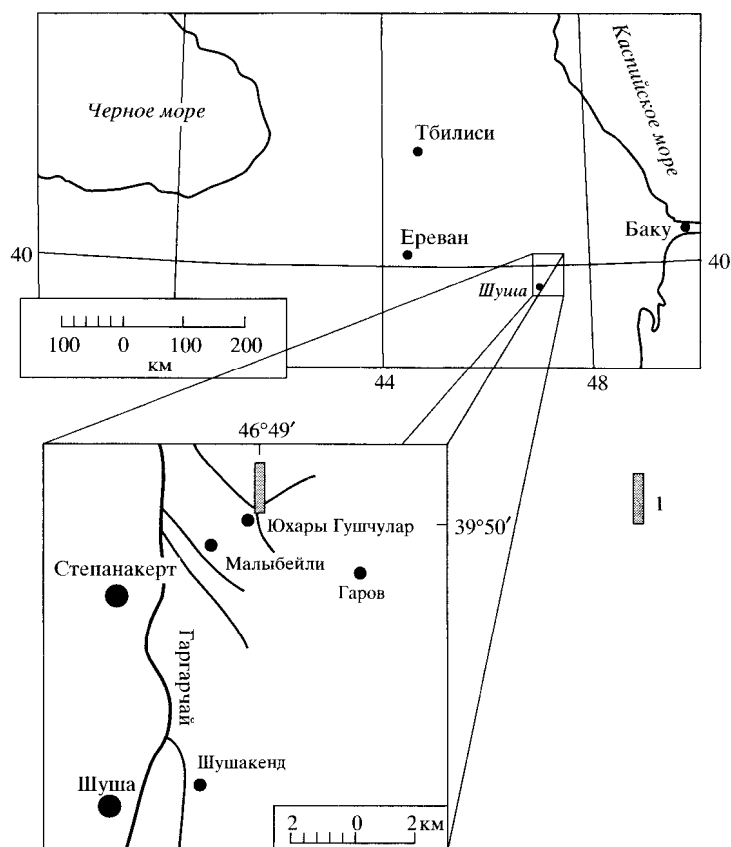 Черное море
Каспийское море
Тбилиси
Ереван
Баку
40
40
Шуша
100 0 100 200
км
44
48
46°49′
39°50′
1
Юхары Гушчулар
Малыбейли
Степанакерт
Гаров
Гаргарчай
Шушакенд
Шуша
2 0 2 км